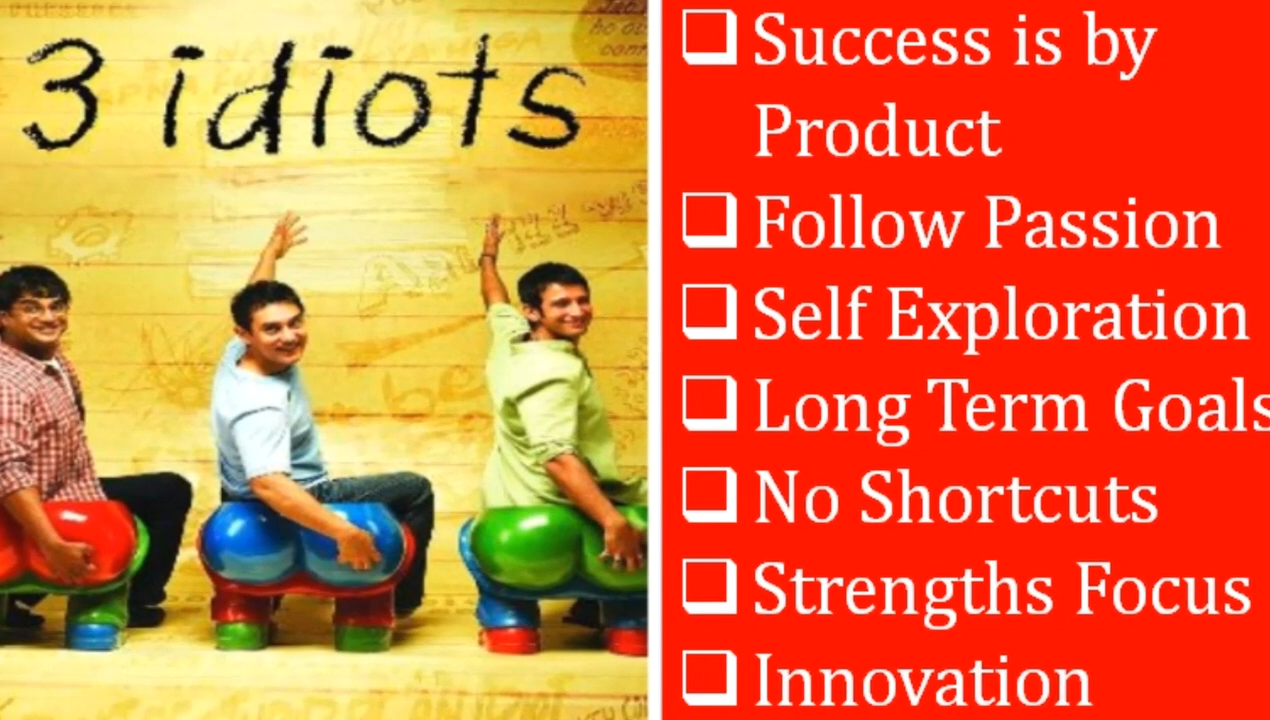 3 idiots
Success is by
Product
Follow Passion
Self Exploration
Long Term Goals
No Shortcuts
Strengths Focus
Innovation